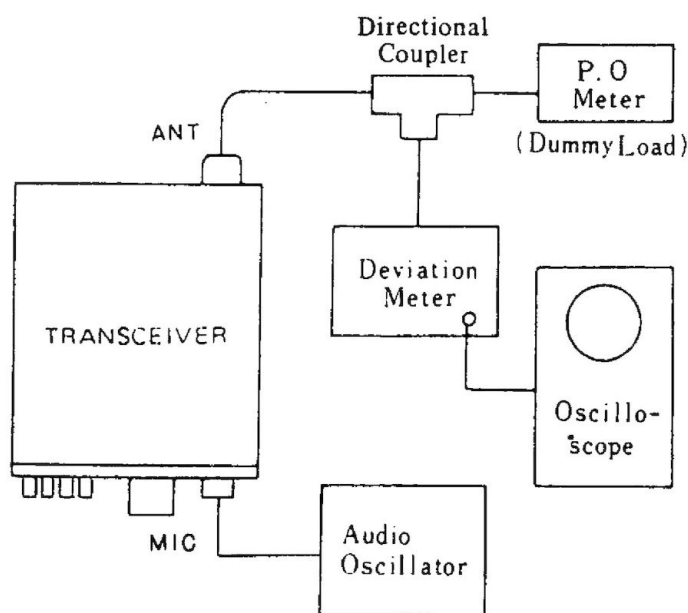 Directional
Coupler
P. O
Meter
(Dummy Load)
ANT
Deviation
Meter
TRANSCEIVER
Oscillo-
scope
MIC
Audio
Oscillator